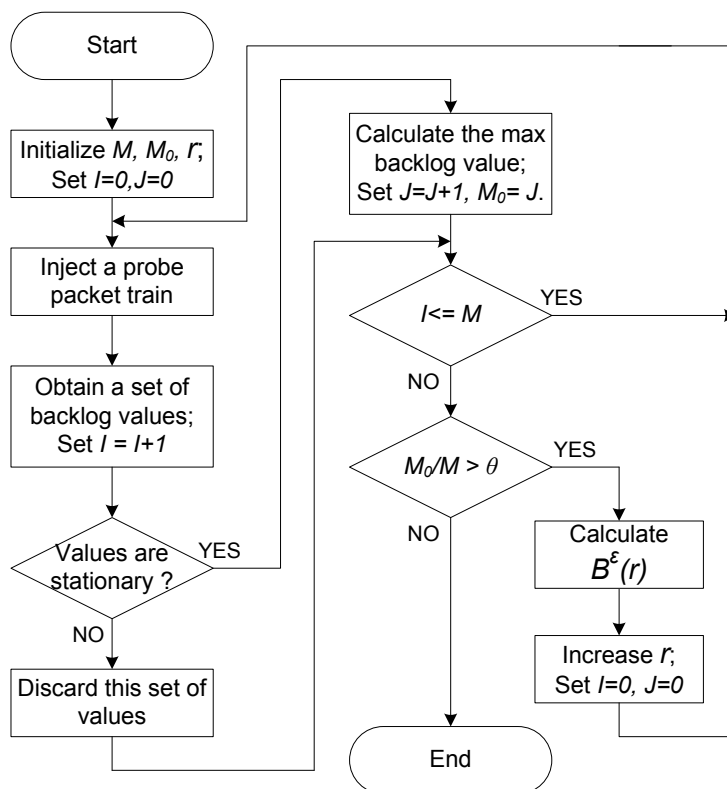 Start
Initialize M, M₀, r;
Set I=0,J=0
Inject a probe
packet train
Obtain a set of
backlog values;
Set I = I+1
Values are
stationary ?
YES
NO
Discard this set of
values
Calculate the max
backlog value;
Set J=J+1, M₀= J.
I<= M
YES
NO
M₀/M > θ
YES
NO
Calculate
Bᵋ(r)
Increase r;
Set I=0, J=0
End